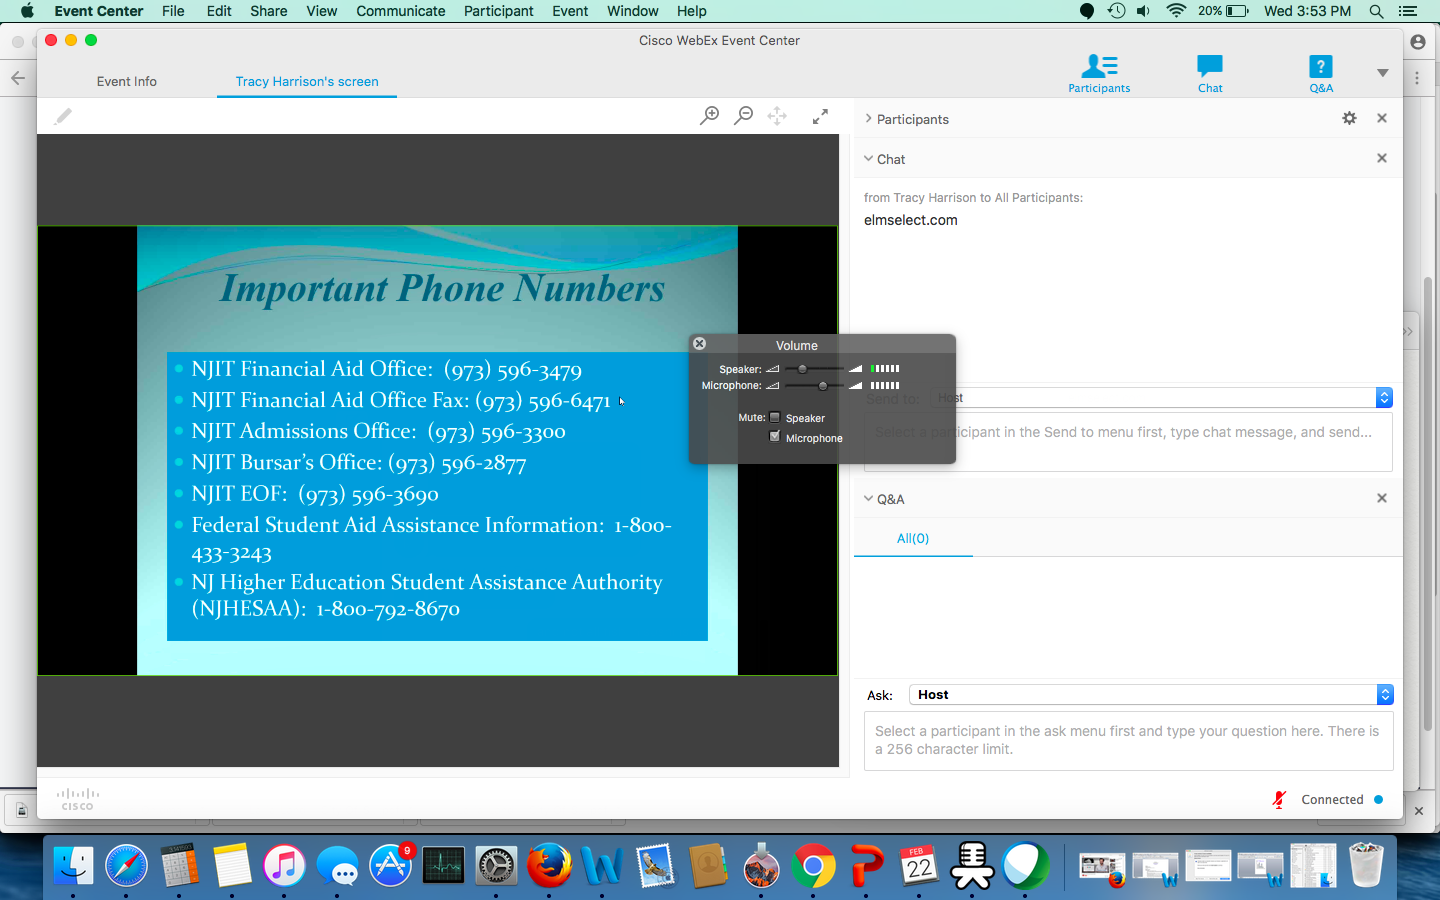 Event Center File Edit Share View Communicate Participant Event Window Help 20% Wed 3:53 PM
Cisco WebEx Event Center
Event Info Tracy Harrison's screen Participants Chat ? Q&A
Participants
Chat
from Tracy Harrison to All Participants:
elmselect.com
Important Phone Numbers
• NJIT Financial Aid Office: (973) 596-3479
• NJIT Financial Aid Office Fax: (973) 596-6471
• NJIT Admissions Office: (973) 596-3300
• NJIT Bursar's Office: (973) 596-2877
• NJIT EOF: (973) 596-3690
• Federal Student Aid Assistance Information: 1-800-
433-3243
• NJ Higher Education Student Assistance Authority
(NJHESAA): 1-800-792-8670
Volume
Speaker:
Microphone:
Mute: Speaker
Microphone
Send to: Host
Select a participant in the Send to menu first, type chat message, and send...
Q&A
All(0)
Ask: Host
Select a participant in the ask menu first and type your question here. There is
a 256 character limit.
CISCO
Connected
9
FEB
22